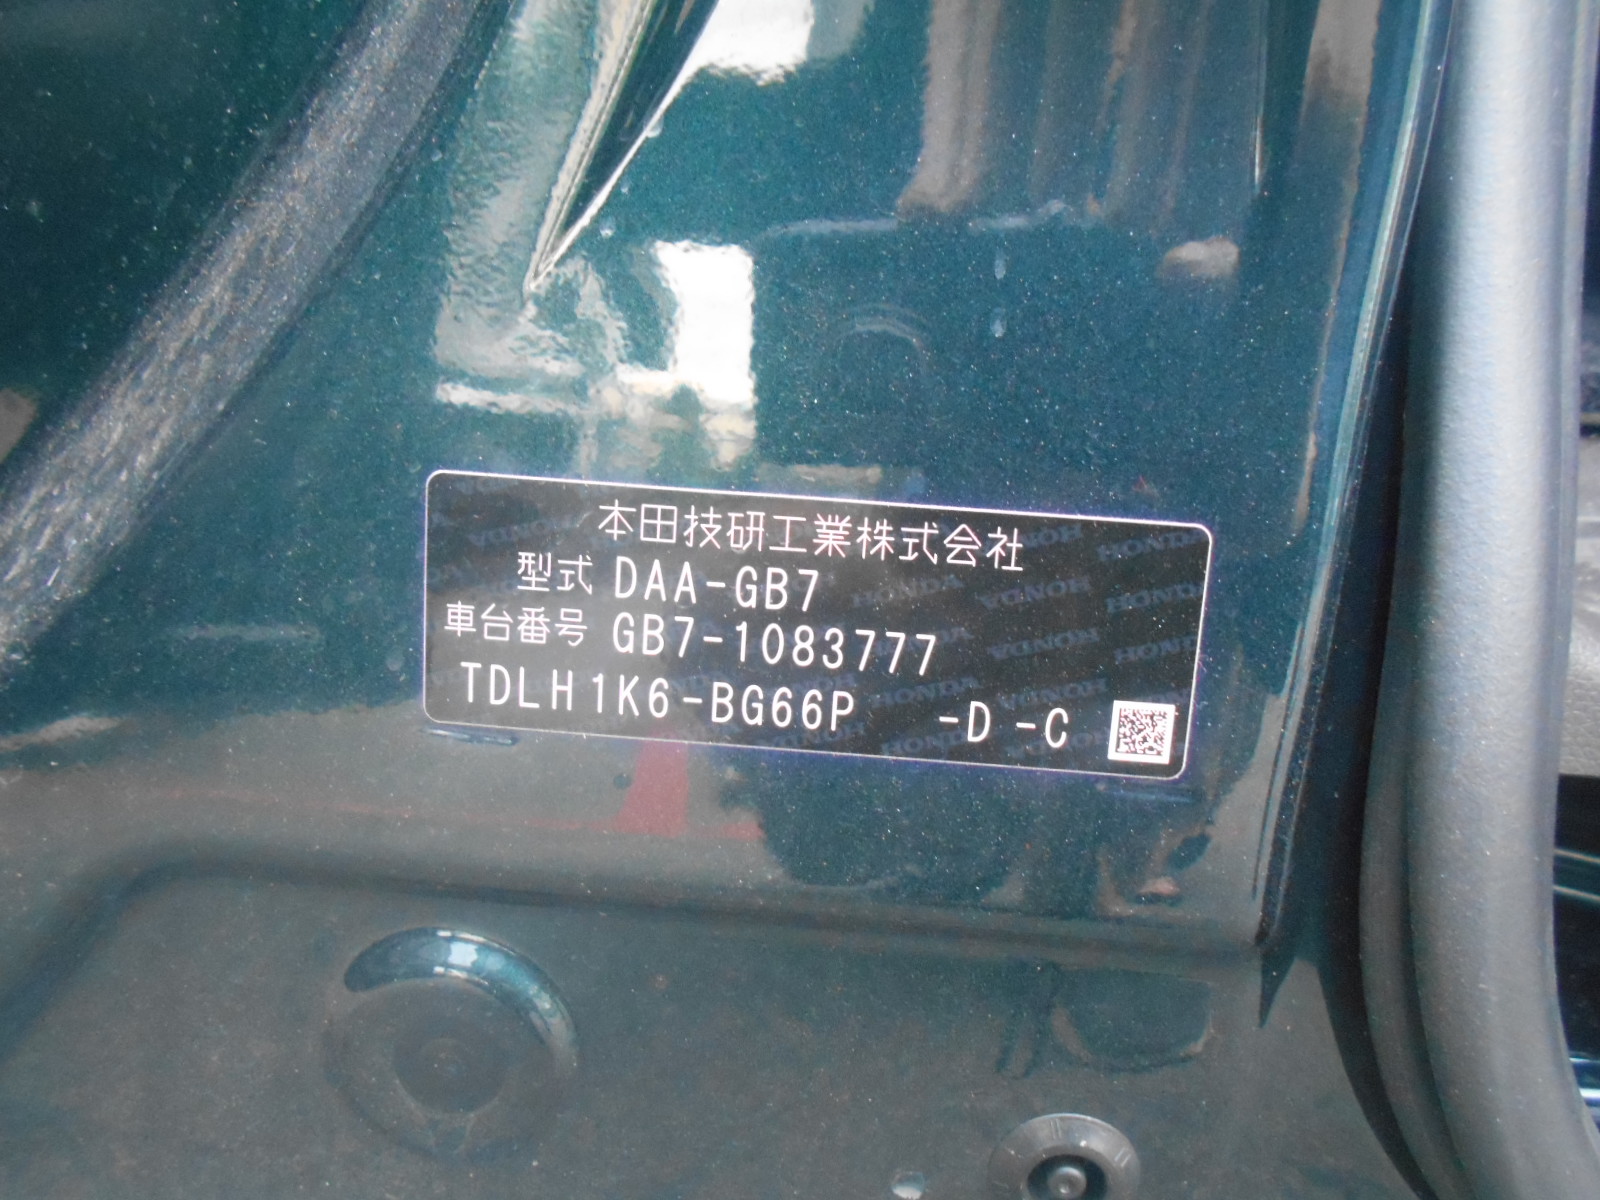 本田技研工業株式会社
型式 DAA-GB7
車台番号 GB7-1083777
TDLH1K6-BG66P -D -C